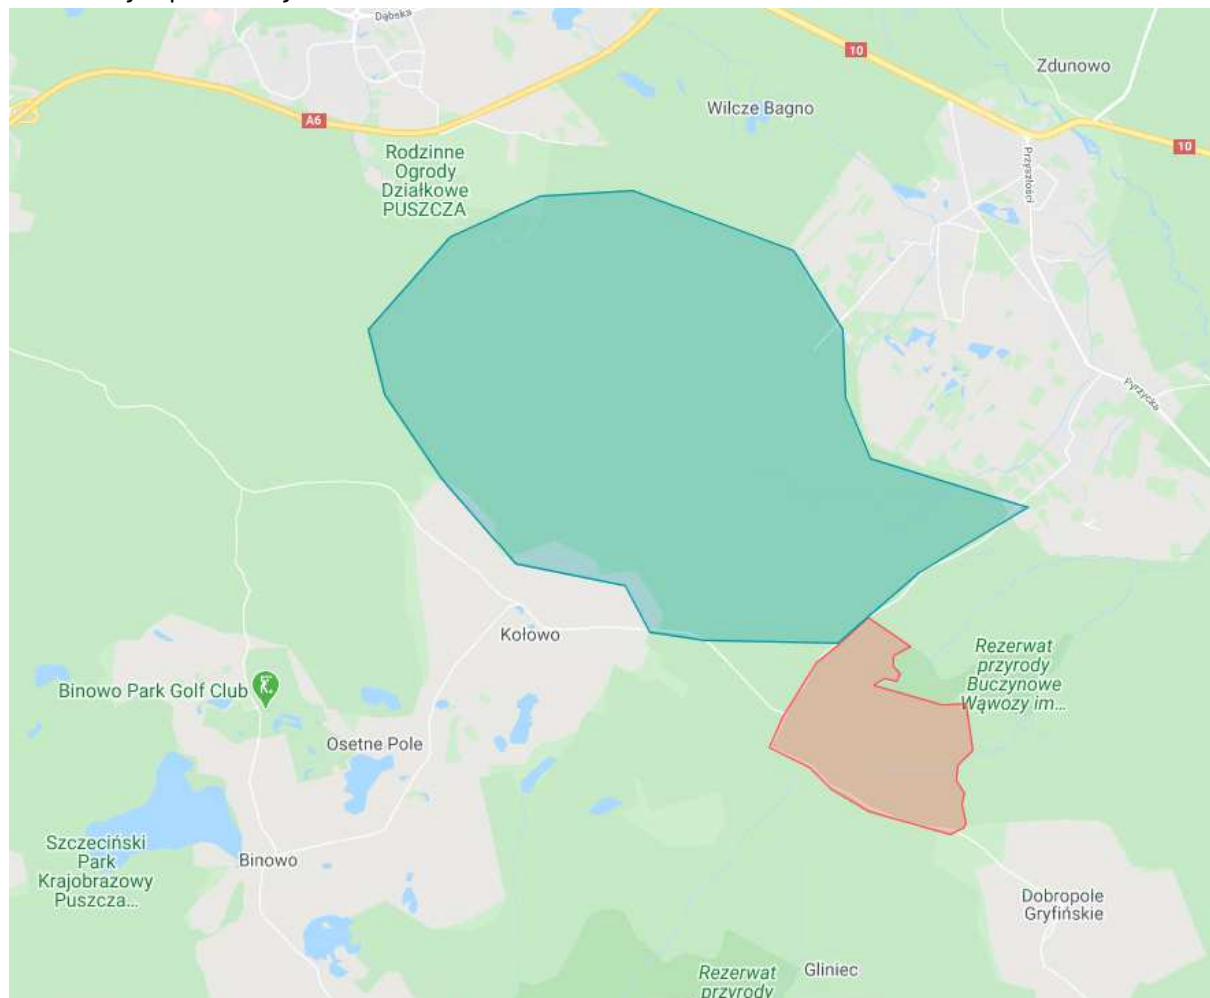 Dąbska
10
Zdunowo
Wilcze Bagno
A6
10
Rodzinne
Ogrody
Działkowe
PUSZCZA
Przyszłości
Pyrzycka
Kołowo
Rezerwat
przyrody
Buczynowe
Wąwozy im...
Binowo Park Golf Club
Osetne Pole
Szczeciński
Park
Krajobrazowy
Puszcza...
Binowo
Dobropole
Gryfińskie
Gliniec
Rezerwat
przyrody